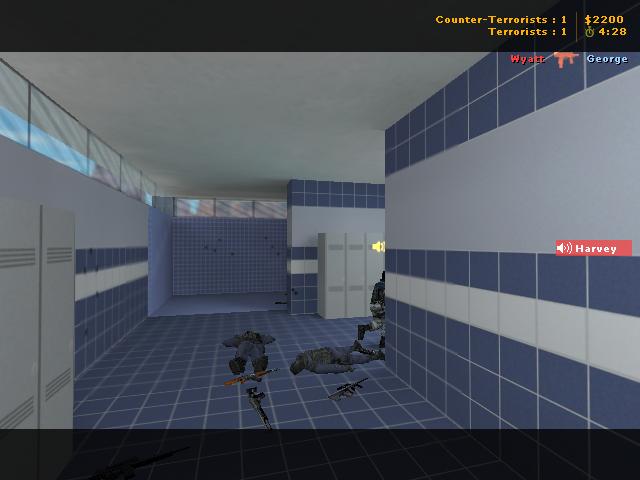 Counter-Terrorists : 1 $2200
Terrorists : 1 4:28
Wyatt George
Harvey